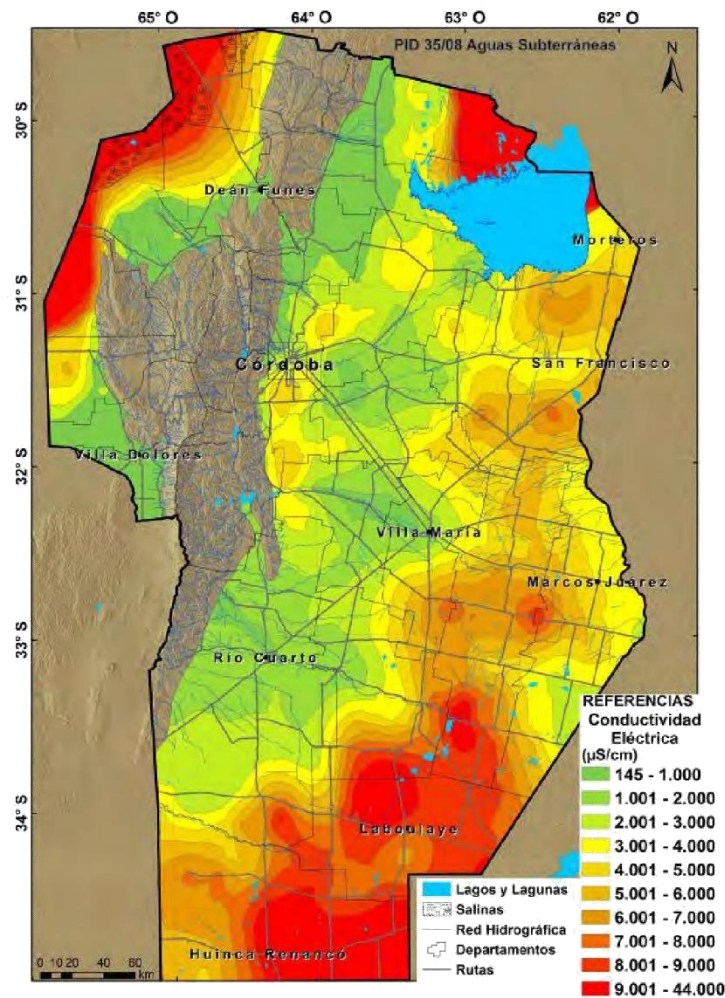 65° O 64° O 63° O 62° O
PID 35/08 Aguas Subterráneas
N
30°S
Deán Funes
Morteros
31°S
Córdoba
San Francisco
Villa Dolores
32°S
Villa María
Marcos Juárez
33°S
Río Cuarto
34°S
Laboulaye
Huinca Renancó
REFERENCIAS
Conductividad
Eléctrica
(µS/cm)
145 - 1.000
1.001 - 2.000
2.001 - 3.000
3.001 - 4.000
4.001 - 5.000
5.001 - 6.000
6.001 - 7.000
7.001 - 8.000
8.001 - 9.000
9.001 - 44.000
Lagos y Lagunas
Salinas
Red Hidrográfica
Departamentos
Rutas
0 10 20 40 60 80
km
65° O 64° O 63° O 62° O